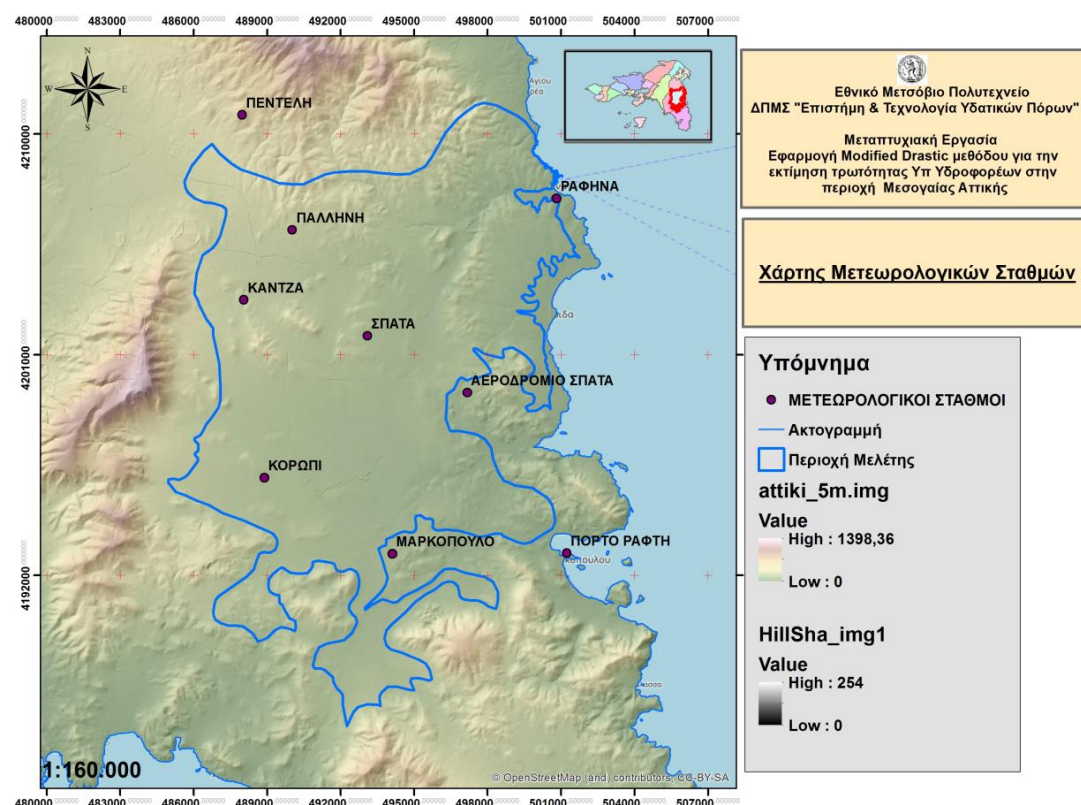 480000 483000 486000 489000 492000 495000 498000 501000 504000 507000
4210000
4201000
4192000
N
W E
S
ΠΕΝΤΕΛΗ
ΡΑΦΗΝΑ
ΠΑΛΛΗΝΗ
ΚΑΝΤΖΑ
ΣΠΑΤΑ
ΑΕΡΟΔΡΟΜΙΟ ΣΠΑΤΑ
ΚΟΡΩΠΙ
ΜΑΡΚΟΠΟΥΛΟ
ΠΟΡΤΟ ΡΑΦΤΗ
κοπούλου
1:160.000
© OpenStreetMap (and) contributors, CC-BY-SA
480000 483000 486000 489000 492000 495000 498000 501000 504000 507000
Εθνικό Μετσόβιο Πολυτεχνείο
ΔΠΜΣ "Επιστήμη & Τεχνολογία Υδατικών Πόρων"
Μεταπτυχιακή Εργασία
Εφαρμογή Modified Drastic μεθόδου για την
εκτίμηση τρωτότητας Υπ Υδροφορέων στην
περιοχή Μεσογαίας Αττικής
Χάρτης Μετεωρολογικών Σταθμών
Υπόμνημα
ΜΕΤΕΩΡΟΛΟΓΙΚΟΙ ΣΤΑΘΜΟΙ
Ακτογραμμή
Περιοχή Μελέτης
attiki_5m.img
Value
High : 1398,36
Low : 0
HillSha_img1
Value
High : 254
Low : 0